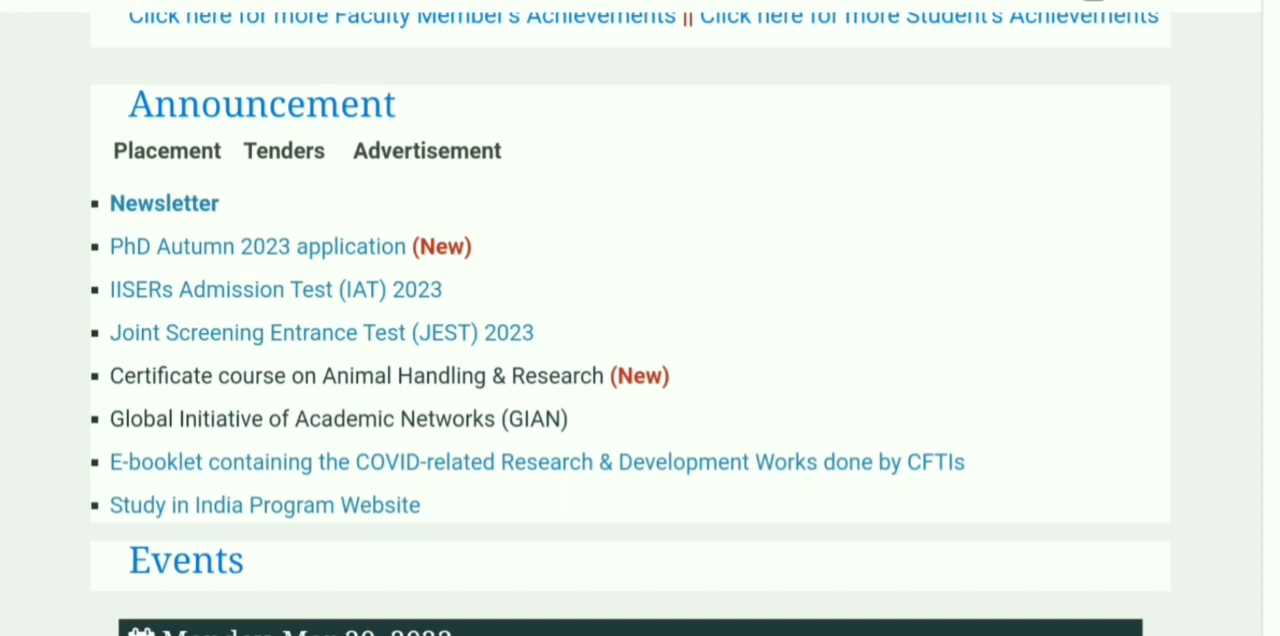 Click here for more Faculty Member's Achievements || Click here for more Student's Achievements
Announcement
Placement Tenders Advertisement
Newsletter
PhD Autumn 2023 application (New)
IISERs Admission Test (IAT) 2023
Joint Screening Entrance Test (JEST) 2023
Certificate course on Animal Handling & Research (New)
Global Initiative of Academic Networks (GIAN)
E-booklet containing the COVID-related Research & Development Works done by CFTIs
Study in India Program Website
Events
Monday,